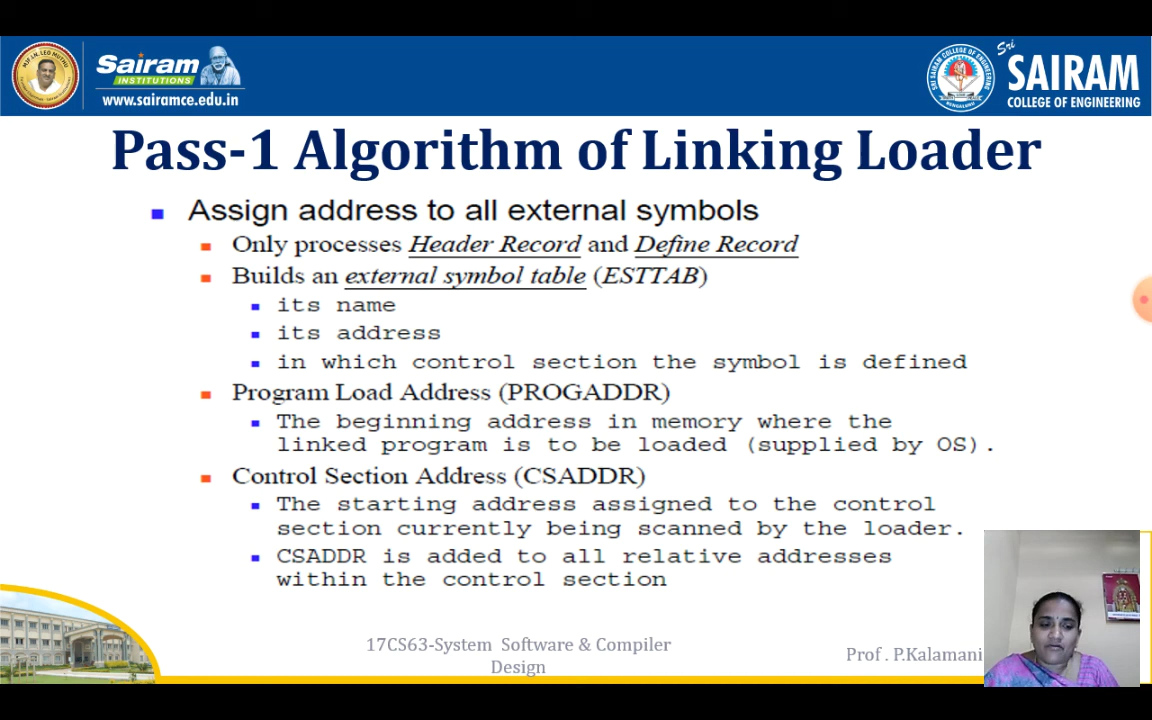 Sairam
INSTITUTIONS
www.sairamce.edu.in
Sri
SAIRAM
COLLEGE OF ENGINEERING
Pass-1 Algorithm of Linking Loader
Assign address to all external symbols
Only processes Header Record and Define Record
Builds an external symbol table (ESTTAB)
its name
its address
in which control section the symbol is defined
Program Load Address (PROGADDR)
The beginning address in memory where the
linked program is to be loaded (supplied by OS).
Control Section Address (CSADDR)
The starting address assigned to the control
section currently being scanned by the loader.
CSADDR is added to all relative addresses
within the control section
17CS63-System Software & Compiler
Design
Prof . P.Kalamani